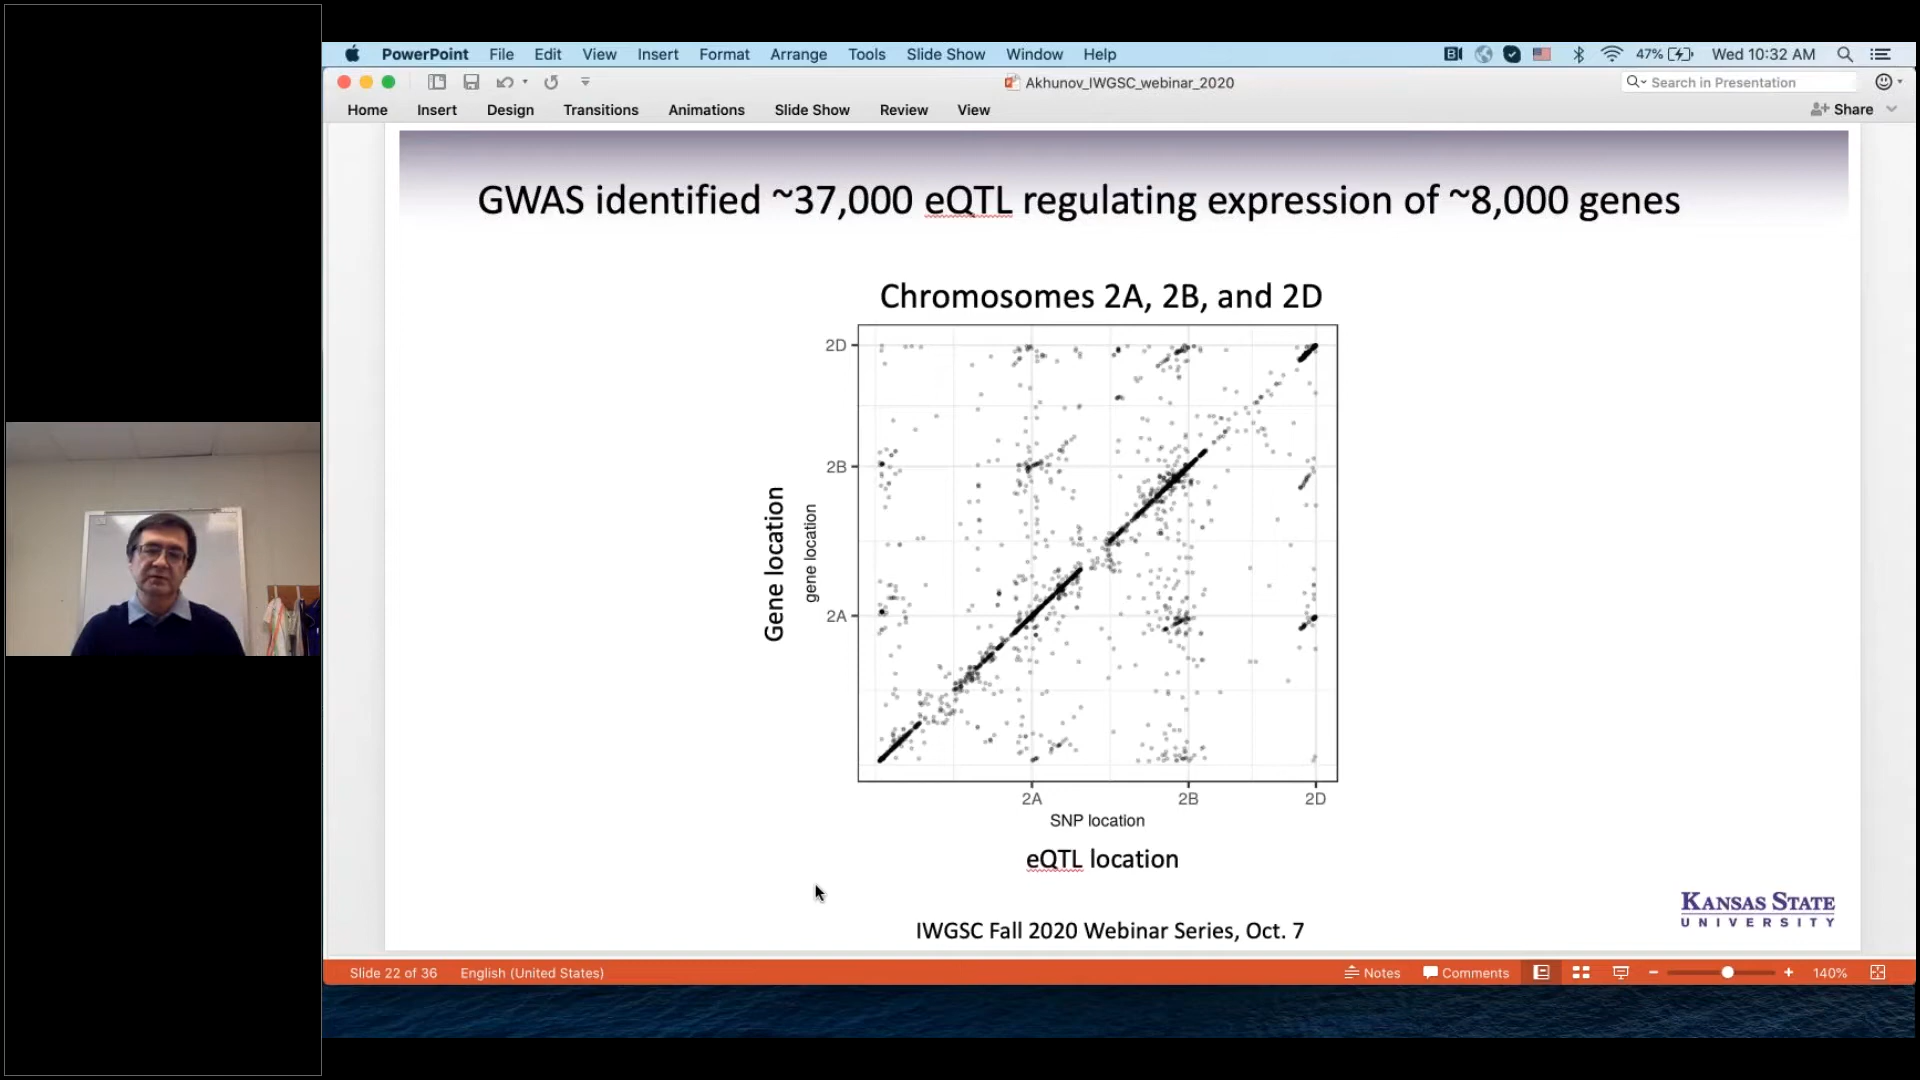 PowerPoint File Edit View Insert Format Arrange Tools Slide Show Window Help 47% Wed 10:32 AM
Akhunov_IWGSC_webinar_2020
Search in Presentation
Home Insert Design Transitions Animations Slide Show Review View
Share
GWAS identified ~37,000 eQTL regulating expression of ~8,000 genes
Chromosomes 2A, 2B, and 2D
2D
2B
2A
Gene location
gene location
2A 2B 2D
SNP location
eQTL location
IWGSC Fall 2020 Webinar Series, Oct. 7
KANSAS STATE
UNIVERSITY
Slide 22 of 36 English (United States) Notes Comments 140%